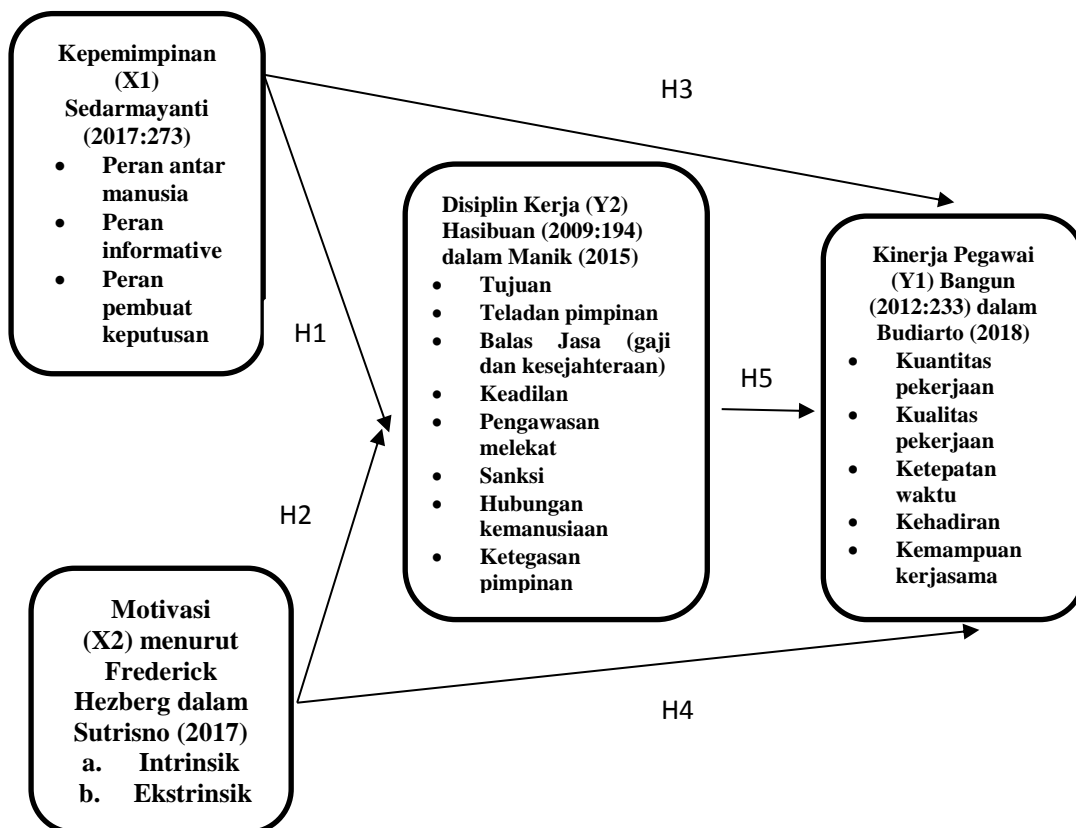 Kepemimpinan
(X1)
Sedarmayanti
(2017:273)
• Peran antar
manusia
• Peran
informative
• Peran
pembuat
keputusan
H3
H1
Disiplin Kerja (Y2)
Hasibuan (2009:194)
dalam Manik (2015)
• Tujuan
• Teladan pimpinan
• Balas Jasa (gaji
dan kesejahteraan)
• Keadilan
• Pengawasan
melekat
• Sanksi
• Hubungan
kemanusiaan
• Ketegasan
pimpinan
H5
Kinerja Pegawai
(Y1) Bangun
(2012:233) dalam
Budiarto (2018)
• Kuantitas
pekerjaan
• Kualitas
pekerjaan
• Ketepatan
waktu
• Kehadiran
• Kemampuan
kerjasama
H2
Motivasi
(X2) menurut
Frederick
Hezberg dalam
Sutrisno (2017)
a. Intrinsik
b. Ekstrinsik
H4